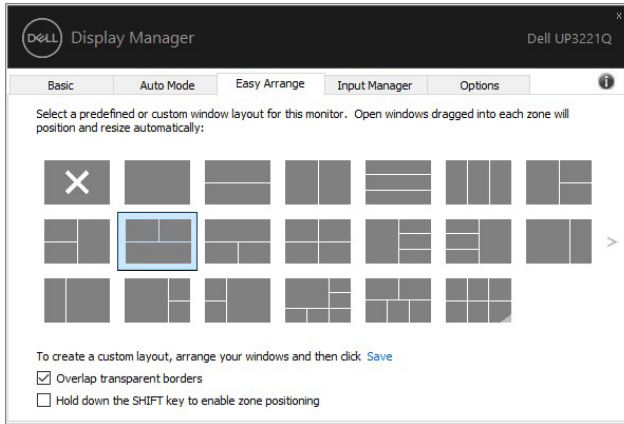 DELL Display Manager
Dell UP3221Q
Basic Auto Mode Easy Arrange Input Manager Options
Select a predefined or custom window layout for this monitor. Open windows dragged into each zone will
position and resize automatically:
To create a custom layout, arrange your windows and then click Save
Overlap transparent borders
Hold down the SHIFT key to enable zone positioning